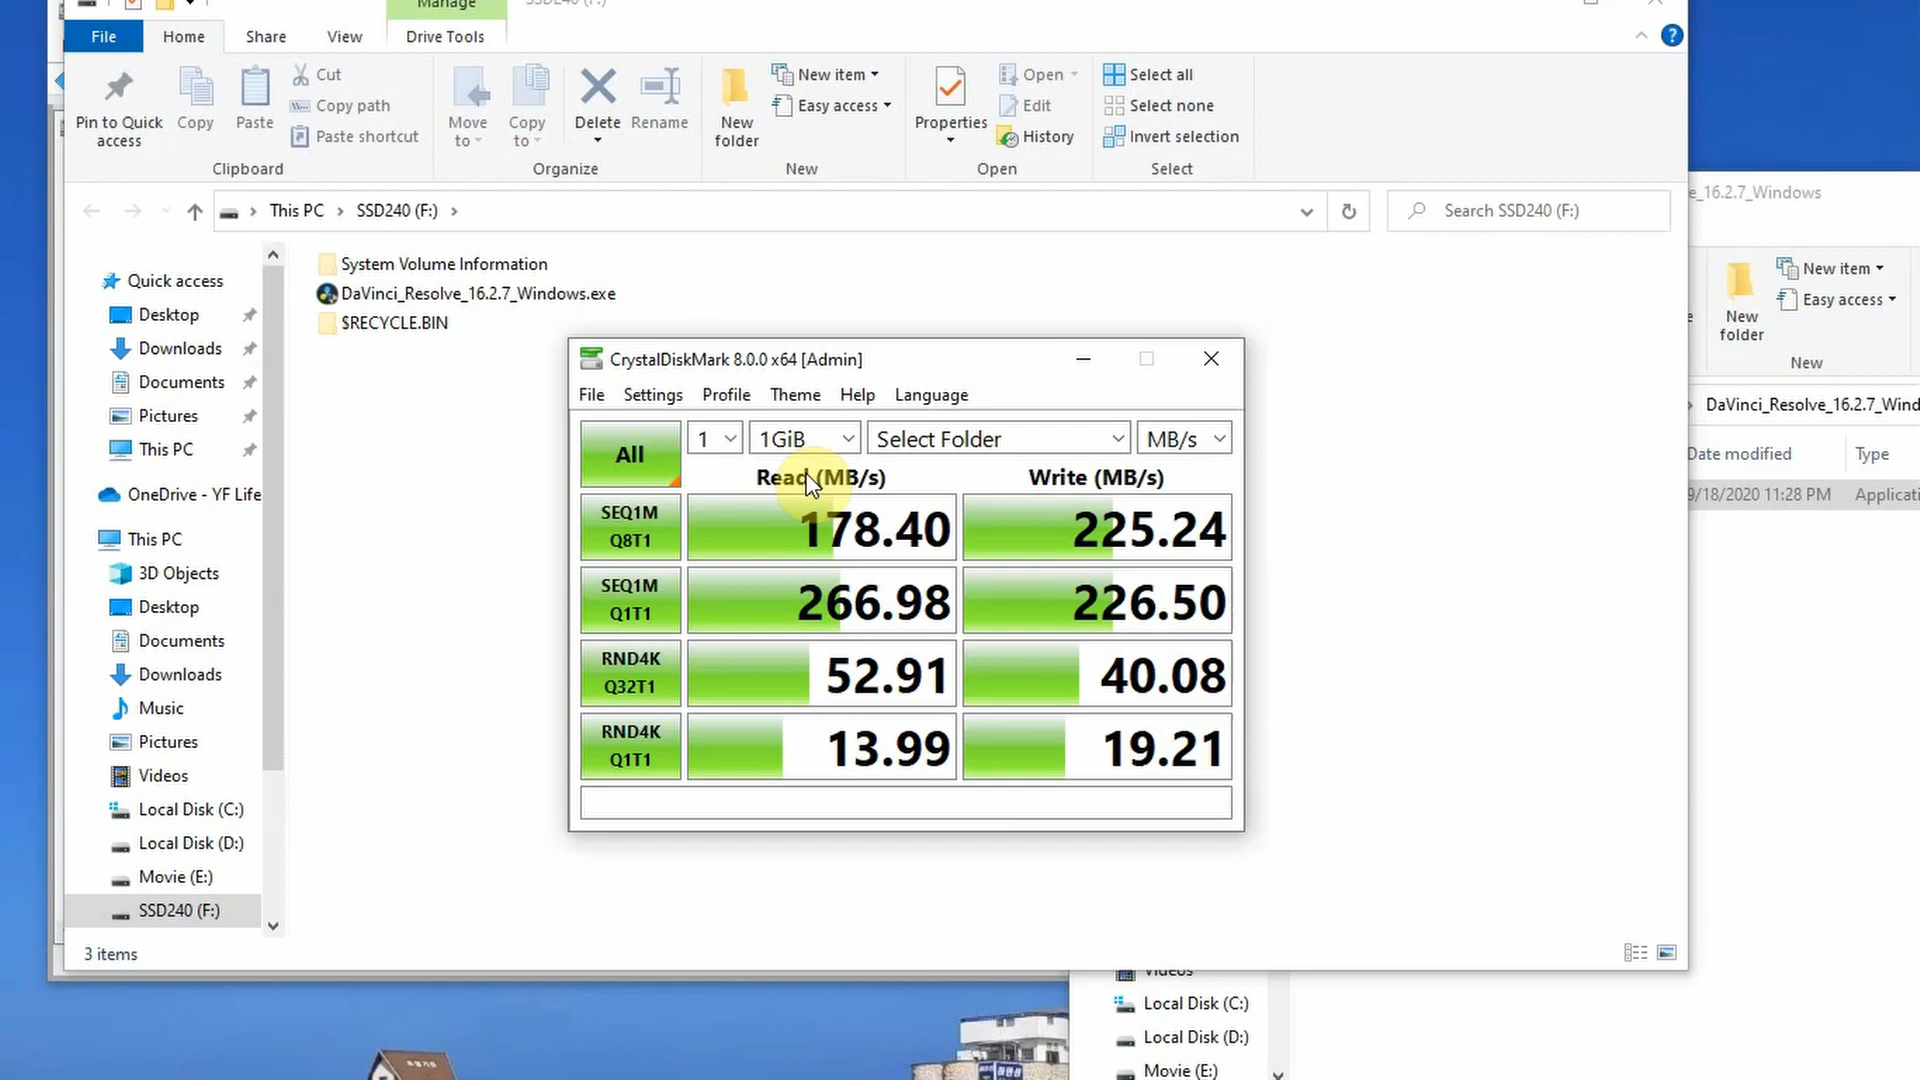 Manage
SSD240 (F:)
File
Home
Share
View
Drive Tools
Pin to Quick access
Copy
Paste
Cut
Copy path
Paste shortcut
Clipboard
Move to
Copy to
Delete
Rename
Organize
New folder
New item
Easy access
New
Properties
Open
Edit
History
Open
Select all
Select none
Invert selection
Select
This PC > SSD240 (F:) >
Search SSD240 (F:)
Quick access
Desktop
Downloads
Documents
Pictures
This PC
OneDrive - YF Life
This PC
3D Objects
Desktop
Documents
Downloads
Music
Pictures
Videos
Local Disk (C:)
Local Disk (D:)
Movie (E:)
SSD240 (F:)
3 items
System Volume Information
DaVinci_Resolve_16.2.7_Windows.exe
$RECYCLE.BIN
CrystalDiskMark 8.0.0 x64 [Admin]
File Settings Profile Theme Help Language
All 1 1GiB Select Folder MB/s
Read (MB/s) Write (MB/s)
SEQ1M Q8T1 178.40 225.24
SEQ1M Q1T1 266.98 226.50
RND4K Q32T1 52.91 40.08
RND4K Q1T1 13.99 19.21
e_16.2.7_Windows
New folder
New item
Easy access
New
DaVinci_Resolve_16.2.7_Wind
Date modified Type
9/18/2020 11:28 PM Applicati
Videos
Local Disk (C:)
Local Disk (D:)
Movie (E:)